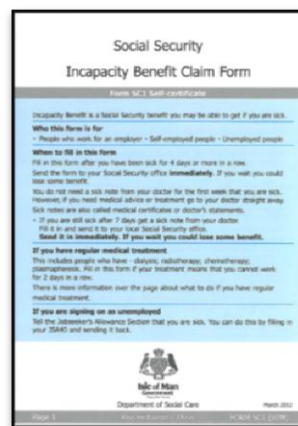 Social Security
Incapacity Benefit Claim Form
Form SC1 Self-certificate
Incapacity Benefit is a Social Security benefit you may be able to get if you are sick.
Who this form is for
- People who work for an employer - Self-employed people - Unemployed people
When to fill in this form
Fill in this form after you have been sick for 4 days or more in a row.
Send the form to your Social Security office immediately. If you wait you could
lose some benefit.
You do not need a sick note from your doctor for the first week that you are sick.
However, if you need medical advice or treatment go to your doctor straight away.
Sick notes are also called medical certificates or doctor's statements.
- If you are still sick after 7 days get a sick note from your doctor.
Fill it in and send it to your local Social Security office.
Send it immediately. If you wait you could lose some benefit.
If you have regular medical treatment
This includes people who have - dialysis; radiotherapy; chemotherapy;
plasmapheresis. Fill in this form if your treatment means that you cannot work
for 2 days in a row.
There is more information over the page about what to do if you have regular
medical treatment.
If you are signing on as unemployed
Tell the Jobseeker's Allowance Section that you are sick. You can do this by filling in
your JSA40 and sending it back.
Isle of Man
Government
Department of Social Care
March 2012
Page 1
FORM SC1